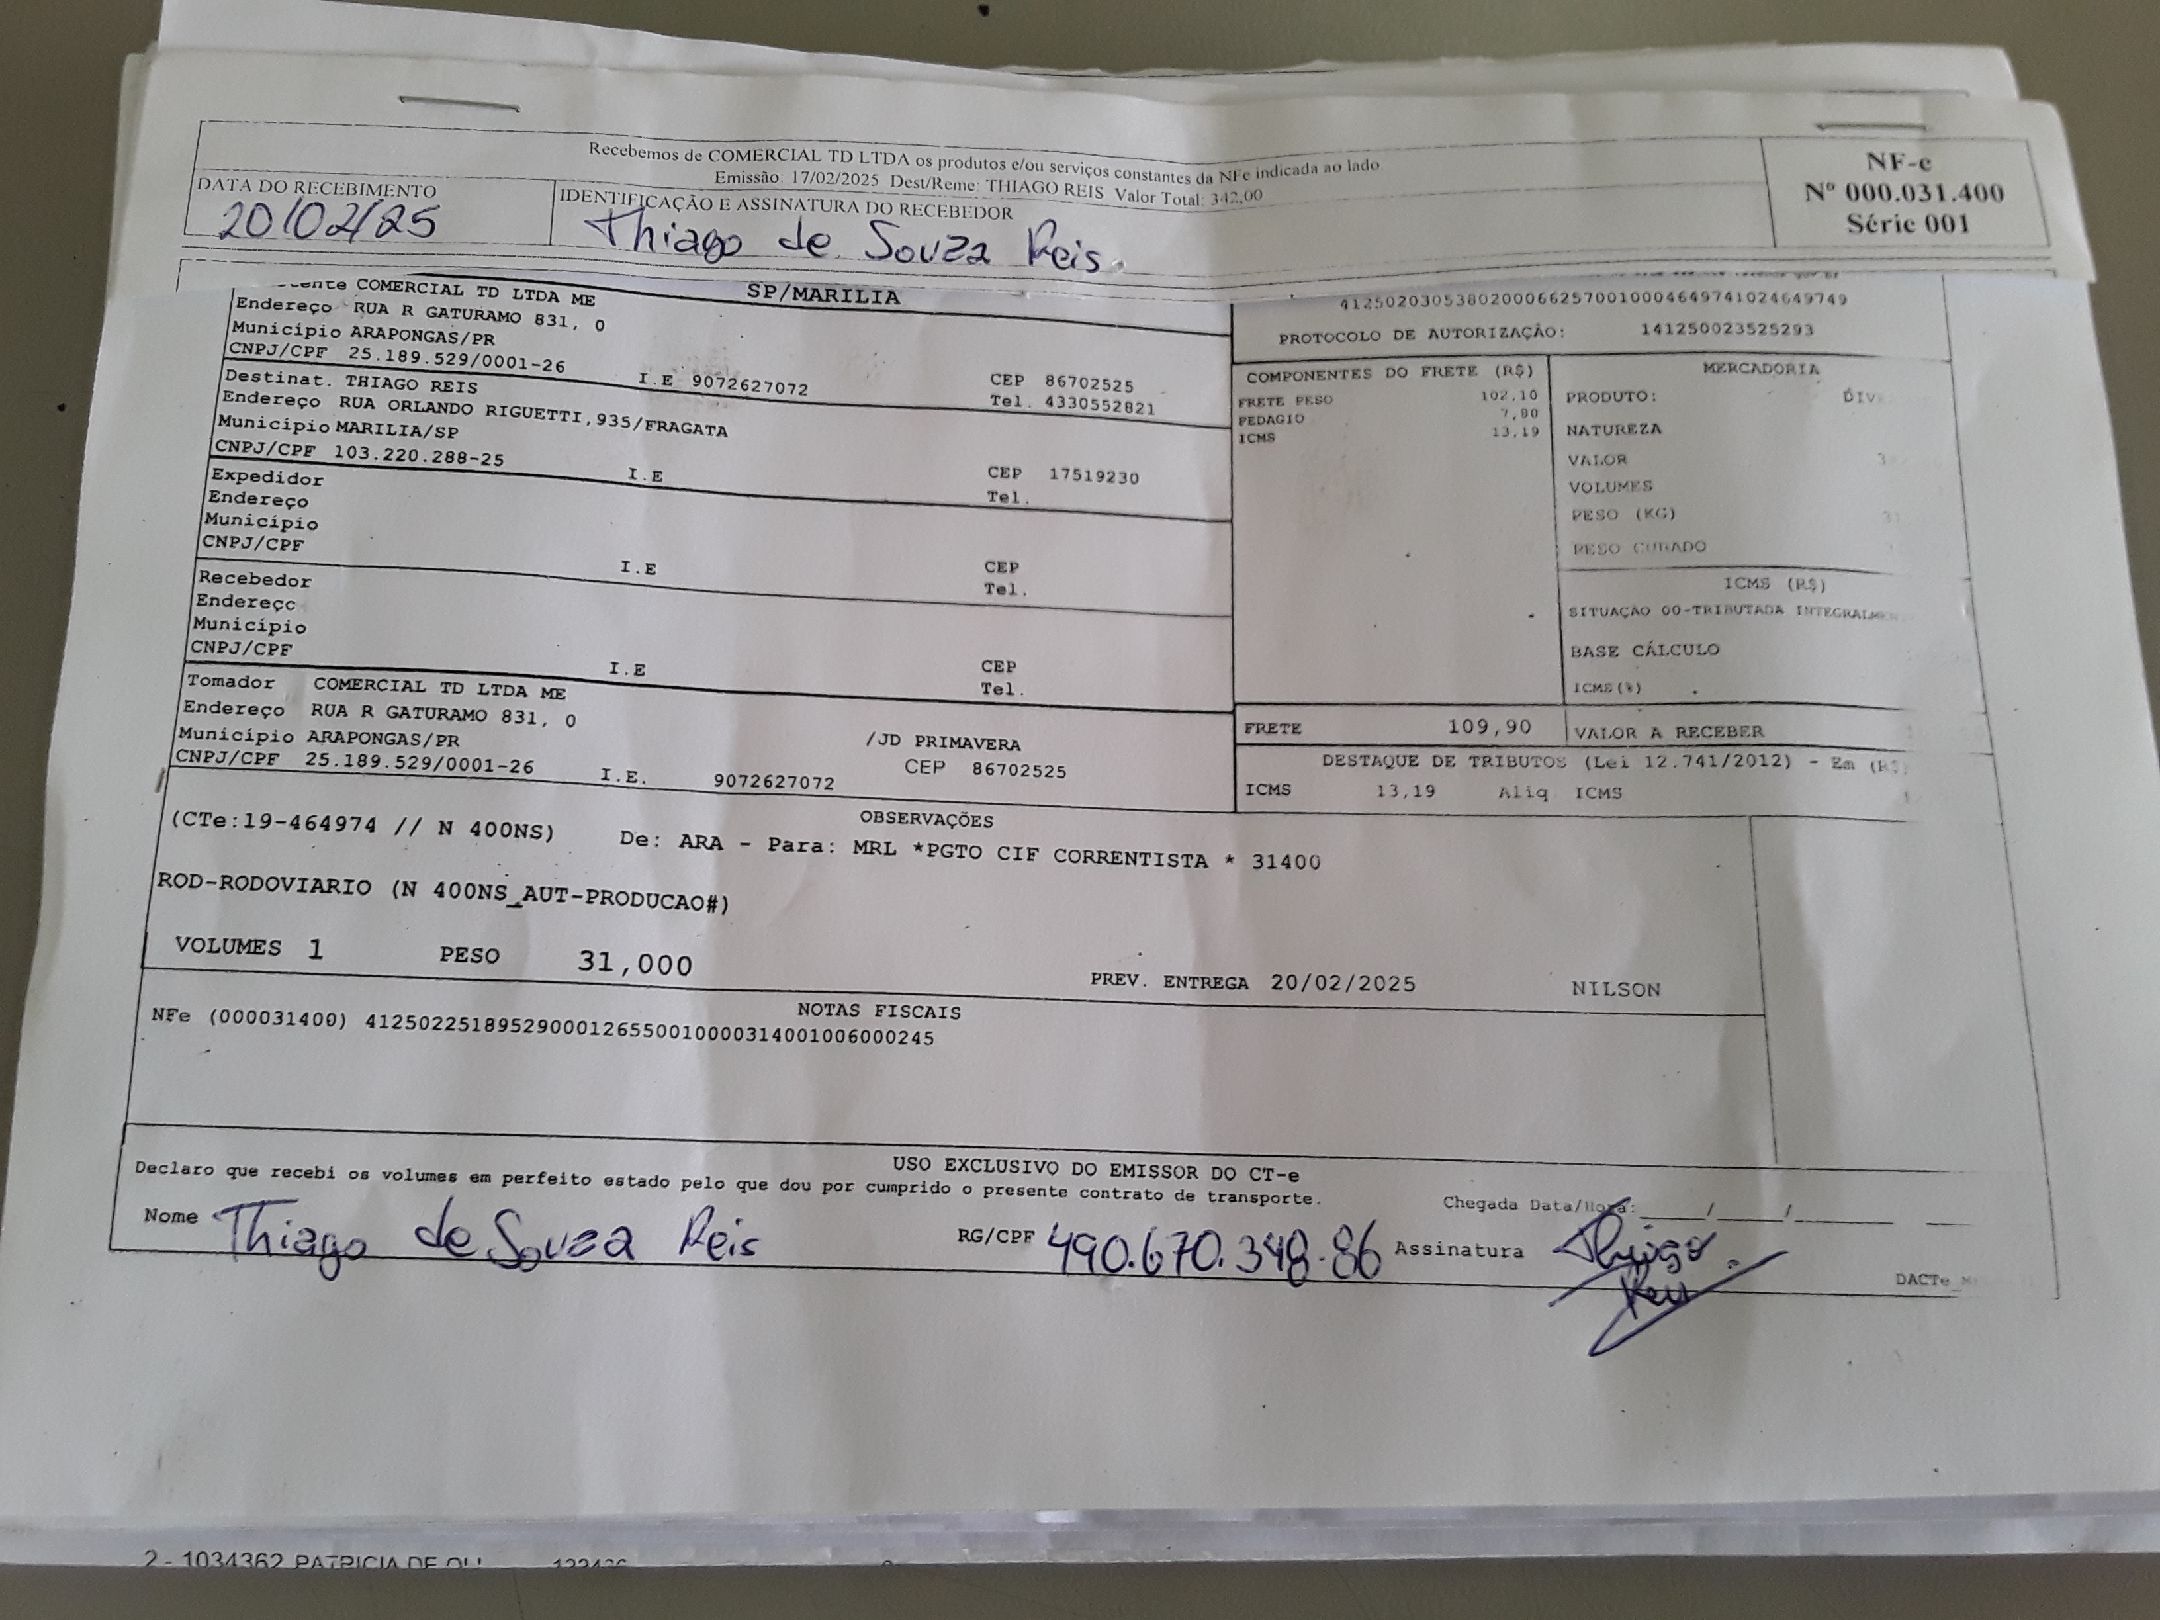 Recebemos de COMERCIAL TD LTDA os produtos e/ou serviços constantes da NFe indicada ao lado
Emissão: 17/02/2025 Dest/Reme: THIAGO REIS Valor Total: 342,00
DATA DO RECEBIMENTO
20/02/25
IDENTIFICAÇÃO E ASSINATURA DO RECEBEDOR
Thiago de Souza Reis.
NF-e
Nº 000.031.400
Série 001
SP/MARILIA
COMERCIAL TD LTDA ME
Endereço RUA R GATURAMO 831, 0
Município ARAPONGAS/PR
CNPJ/CPF 25.189.529/0001-26 I.E 9072627072
CEP 86702525
Tel. 4330552821
Destinat. THIAGO REIS
Endereço RUA ORLANDO RIGUETTI,935/FRAGATA
Município MARILIA/SP
CNPJ/CPF 103.220.288-25 I.E
CEP 17519230
Tel.
Expedidor
Endereço
Município
CNPJ/CPF I.E
CEP
Tel.
Recebedor
Endereço
Município
CNPJ/CPF I.E
CEP
Tel.
Tomador COMERCIAL TD LTDA ME
Endereço RUA R GATURAMO 831, 0
Município ARAPONGAS/PR /JD PRIMAVERA
CNPJ/CPF 25.189.529/0001-26 I.E. 9072627072 CEP 86702525
41250203053802000662570010004649741024649749
PROTOCOLO DE AUTORIZAÇÃO: 141250023525293
COMPONENTES DO FRETE (R$)
FRETE PESO 102,10
PEDAGIO 7,80
ICMS 13,19
MERCADORIA
PRODUTO:
NATUREZA
VALOR
VOLUMES
PESO (KG)
PESO CUBADO
ICMS (R$)
SITUAÇÃO 00-TRIBUTADA
BASE CÁLCULO
ICMS(%)
FRETE 109,90
VALOR A RECEBER
DESTAQUE DE TRIBUTOS (Lei 12.741/2012) - Em (R$)
ICMS 13,19 Aliq ICMS
OBSERVAÇÕES
(CTe:19-464974 // N 400NS) De: ARA - Para: MRL *PGTO CIF CORRENTISTA * 31400
ROD-RODOVIARIO (N 400NS_AUT-PRODUCAO#)
VOLUMES 1 PESO 31,000
PREV. ENTREGA 20/02/2025 NILSON
NOTAS FISCAIS
NFe (000031400) 41250225189529000126550010000314001006000245
USO EXCLUSIVO DO EMISSOR DO CT-e
Declaro que recebi os volumes em perfeito estado pelo que dou por cumprido o presente contrato de transporte.
Chegada Data/Hora: ____/____/____
Nome Thiago de Souza Reis
RG/CPF 490.670.348-86
Assinatura Thiago. Reis
DACTe
2 - 1034362 PATRICIA DE